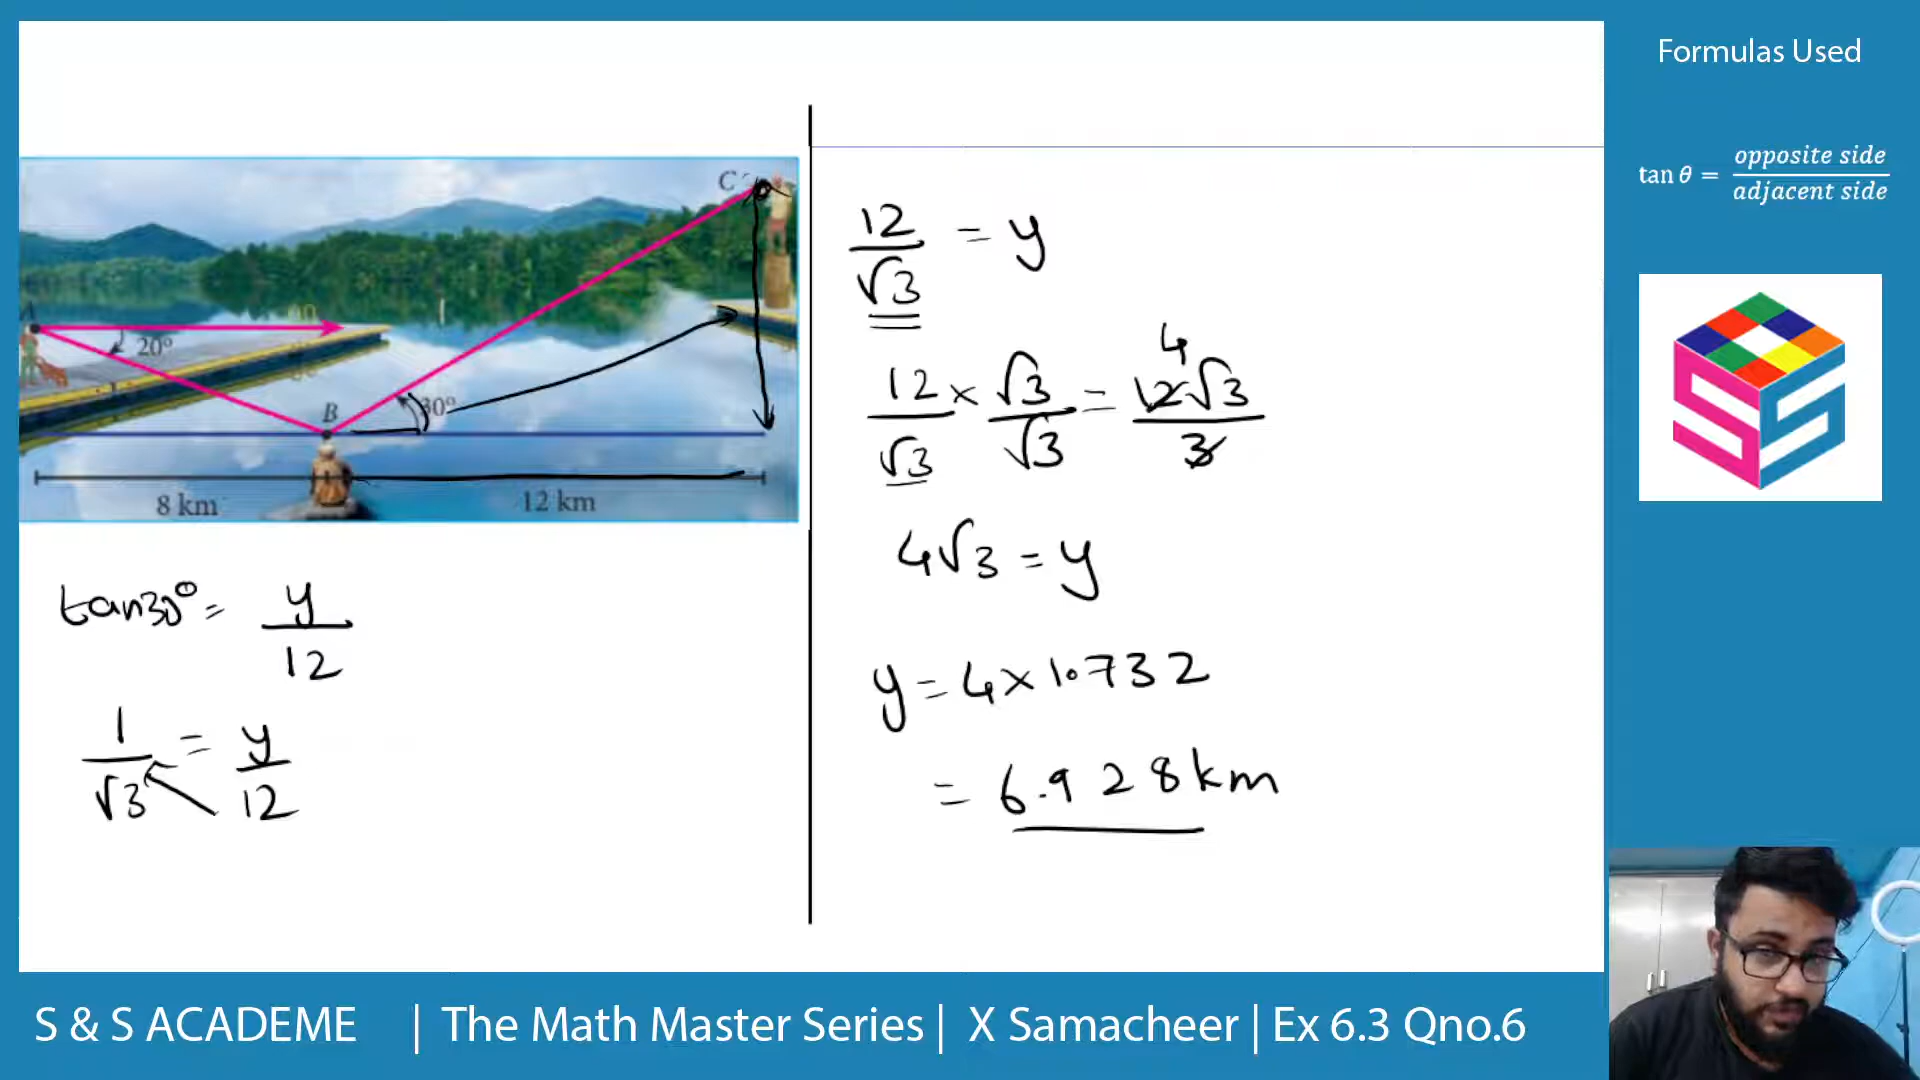 Formulas Used
tan θ = opposite side / adjacent side
C
20°
B
30°
8 km
12 km
tan30° = y / 12
1 / √3 = y / 12
12 / √3 = y
12 / √3 × √3 / √3 = 12√3 / 3
4
4√3 = y
y = 4 × 1.732
= 6.928 km
S & S ACADEME | The Math Master Series | X Samacheer | Ex 6.3 Qno.6